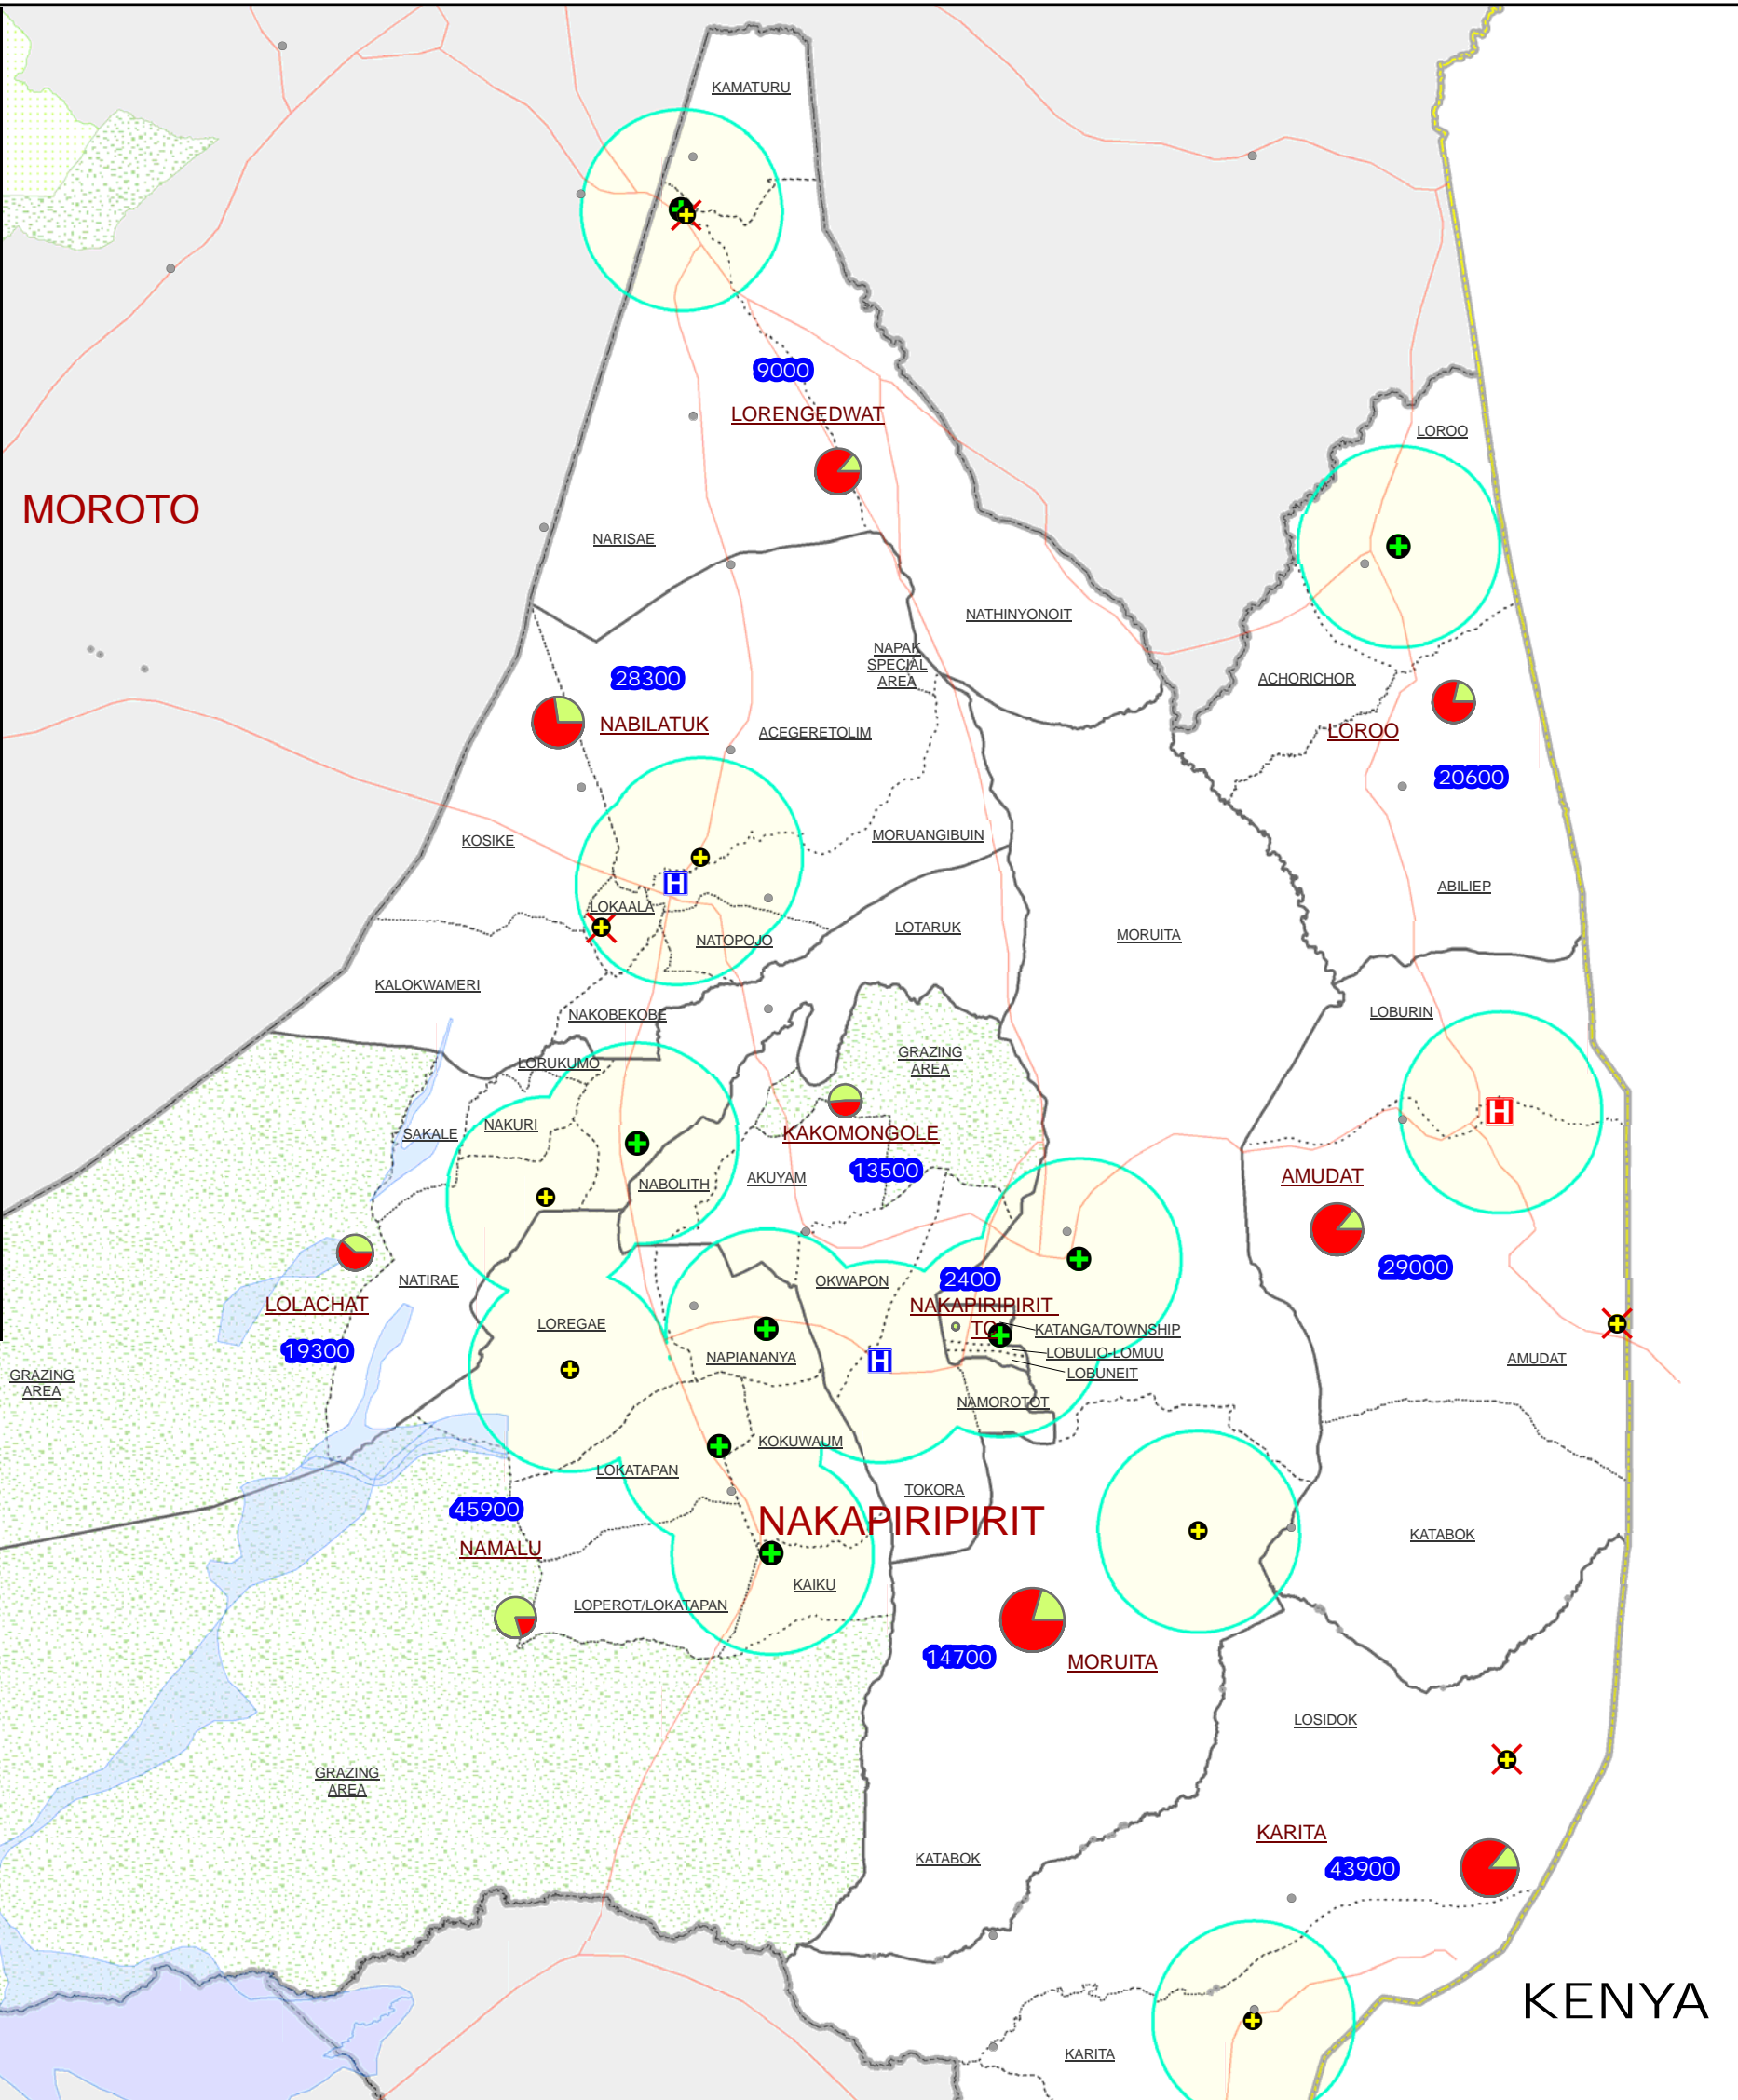 KAMATURU
9000
LORENGEDWAT
LOROO
MOROTO
NARISAE
NATHINYONOIT
NAPAK
SPECIAL
AREA
28300
ACHORICHOR
NABILATUK
ACEGERETOLIM
LOROO
20600
KOSIKE
MORUANGIBUIN
H
ABILIEP
LOKAALA
LOTARUK
MORUITA
NATOPOJO
KALOKWAMERI
NAKOBEKOBE
LOBURIN
LORUKUMO
GRAZING
AREA
H
NAKURI
SAKALE
KAKOMONGOLE
13500
AKUYAM
NABOLITH
AMUDAT
29000
NATIRAE
OKWAPON
2400
LOLACHAT
NAKAPIRIPIRIT
TC
LOREGAE
KATANGA/TOWNSHIP
19300
LOBULIO-LOMUU
NAPIANANYA
H
AMUDAT
LOBUNEIT
GRAZING
AREA
NAMOROTOT
KOKUWAUM
LOKATAPAN
TOKORA
45900
NAKAPIRIPIRIT
KATABOK
NAMALU
KAIKU
LOPEROT/LOKATAPAN
14700
MORUITA
LOSIDOK
GRAZING
AREA
KARITA
KATABOK
43900
KENYA
KARITA